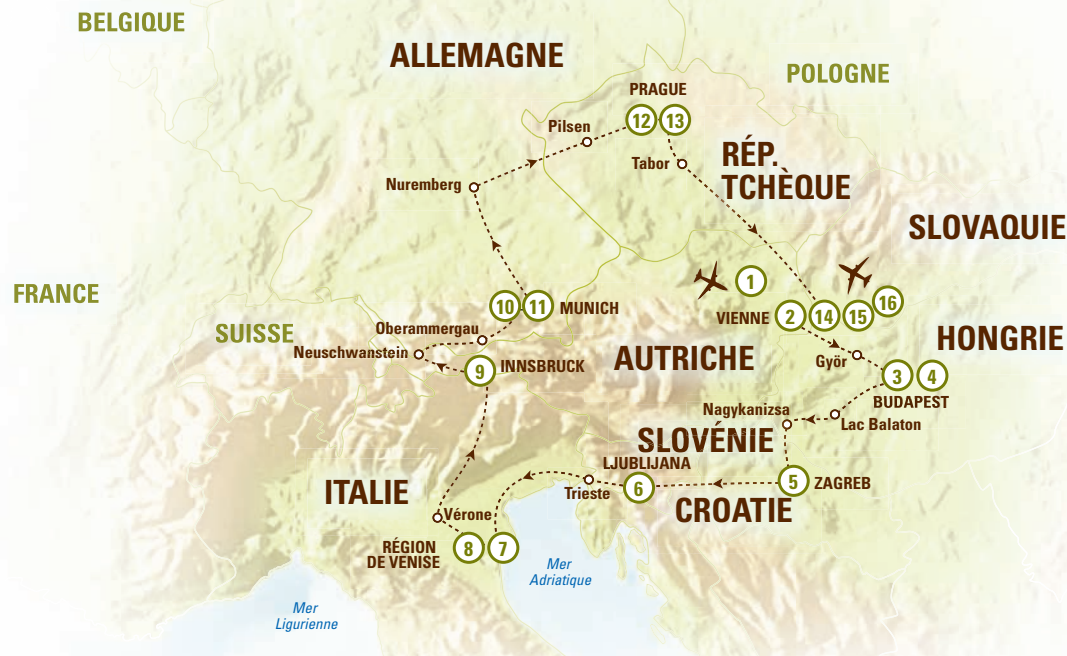 BELGIQUE
ALLEMAGNE
POLOGNE
PRAGUE
12 13
Pilsen
Tabor
RÉP.
TCHÈQUE
Nuremberg
SLOVAQUIE
FRANCE
1
10 11 MUNICH
VIENNE 2 14 15 16
SUISSE
Oberammergau
Neuschwanstein
9 INNSBRUCK
AUTRICHE
HONGRIE
Györ
3 4
BUDAPEST
Nagykanizsa
Lac Balaton
SLOVÉNIE
LJUBLIJANA
6
Trieste
5 ZAGREB
CROATIE
ITALIE
Vérone
RÉGION
DE VENISE
8 7
Mer
Adriatique
Mer
Ligurienne